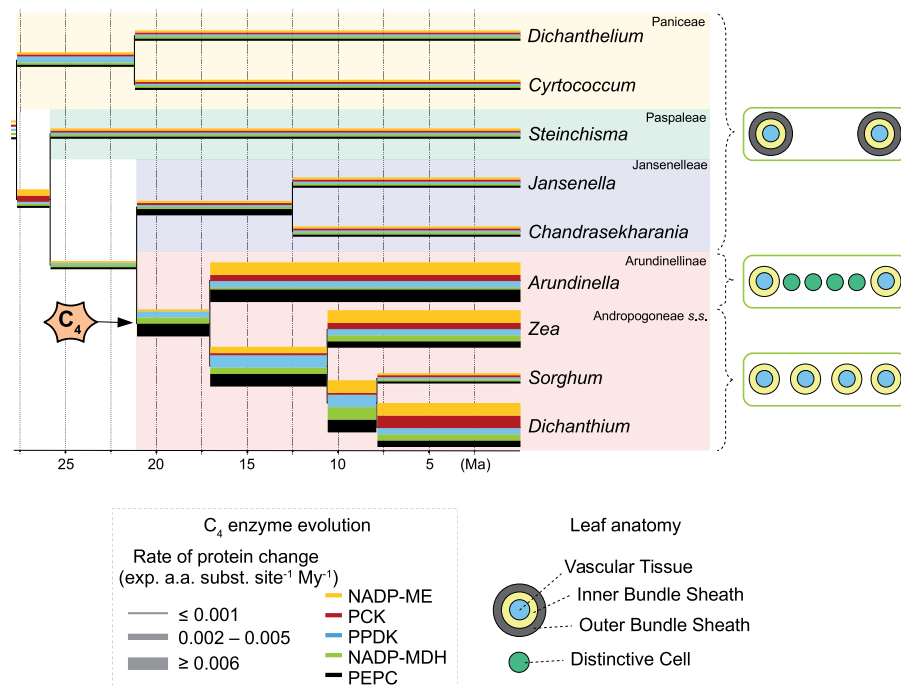 Paniceae
Dichanthelium
Cyrtococcum
Paspaleae
Steinchisma
Jansenelleae
Jansenella
Chandrasekharania
Arundinellinae
Arundinella
C₄
Andropogoneae s.s.
Zea
Sorghum
Dichanthium
25 20 15 10 5 (Ma)
C₄ enzyme evolution
Rate of protein change
(exp. a.a. subst. site⁻¹ My⁻¹)
≤ 0.001
0.002 – 0.005
≥ 0.006
NADP-ME
PCK
PPDK
NADP-MDH
PEPC
Leaf anatomy
Vascular Tissue
Inner Bundle Sheath
Outer Bundle Sheath
Distinctive Cell